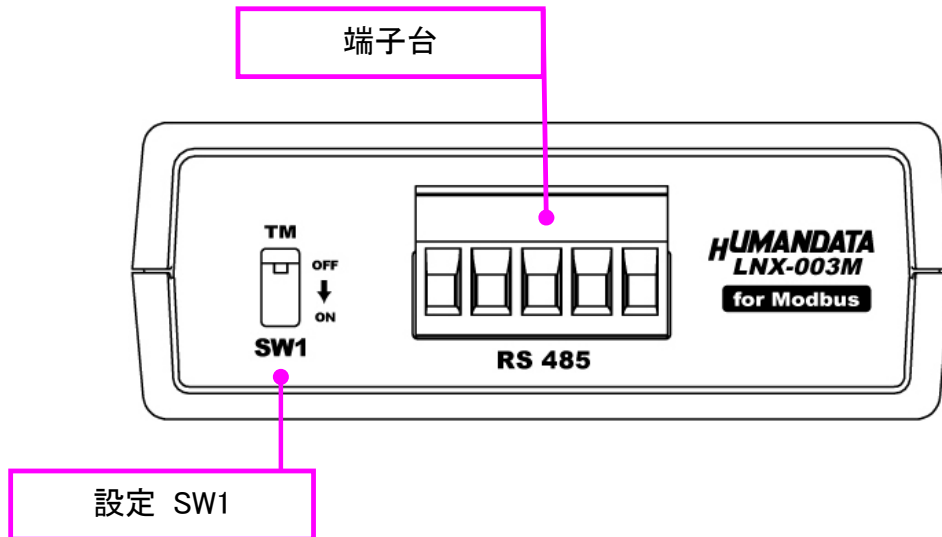 端子台
TM
OFF
ON
SW1
RS 485
HUMANDATA
LNX-003M
for Modbus
設定 SW1